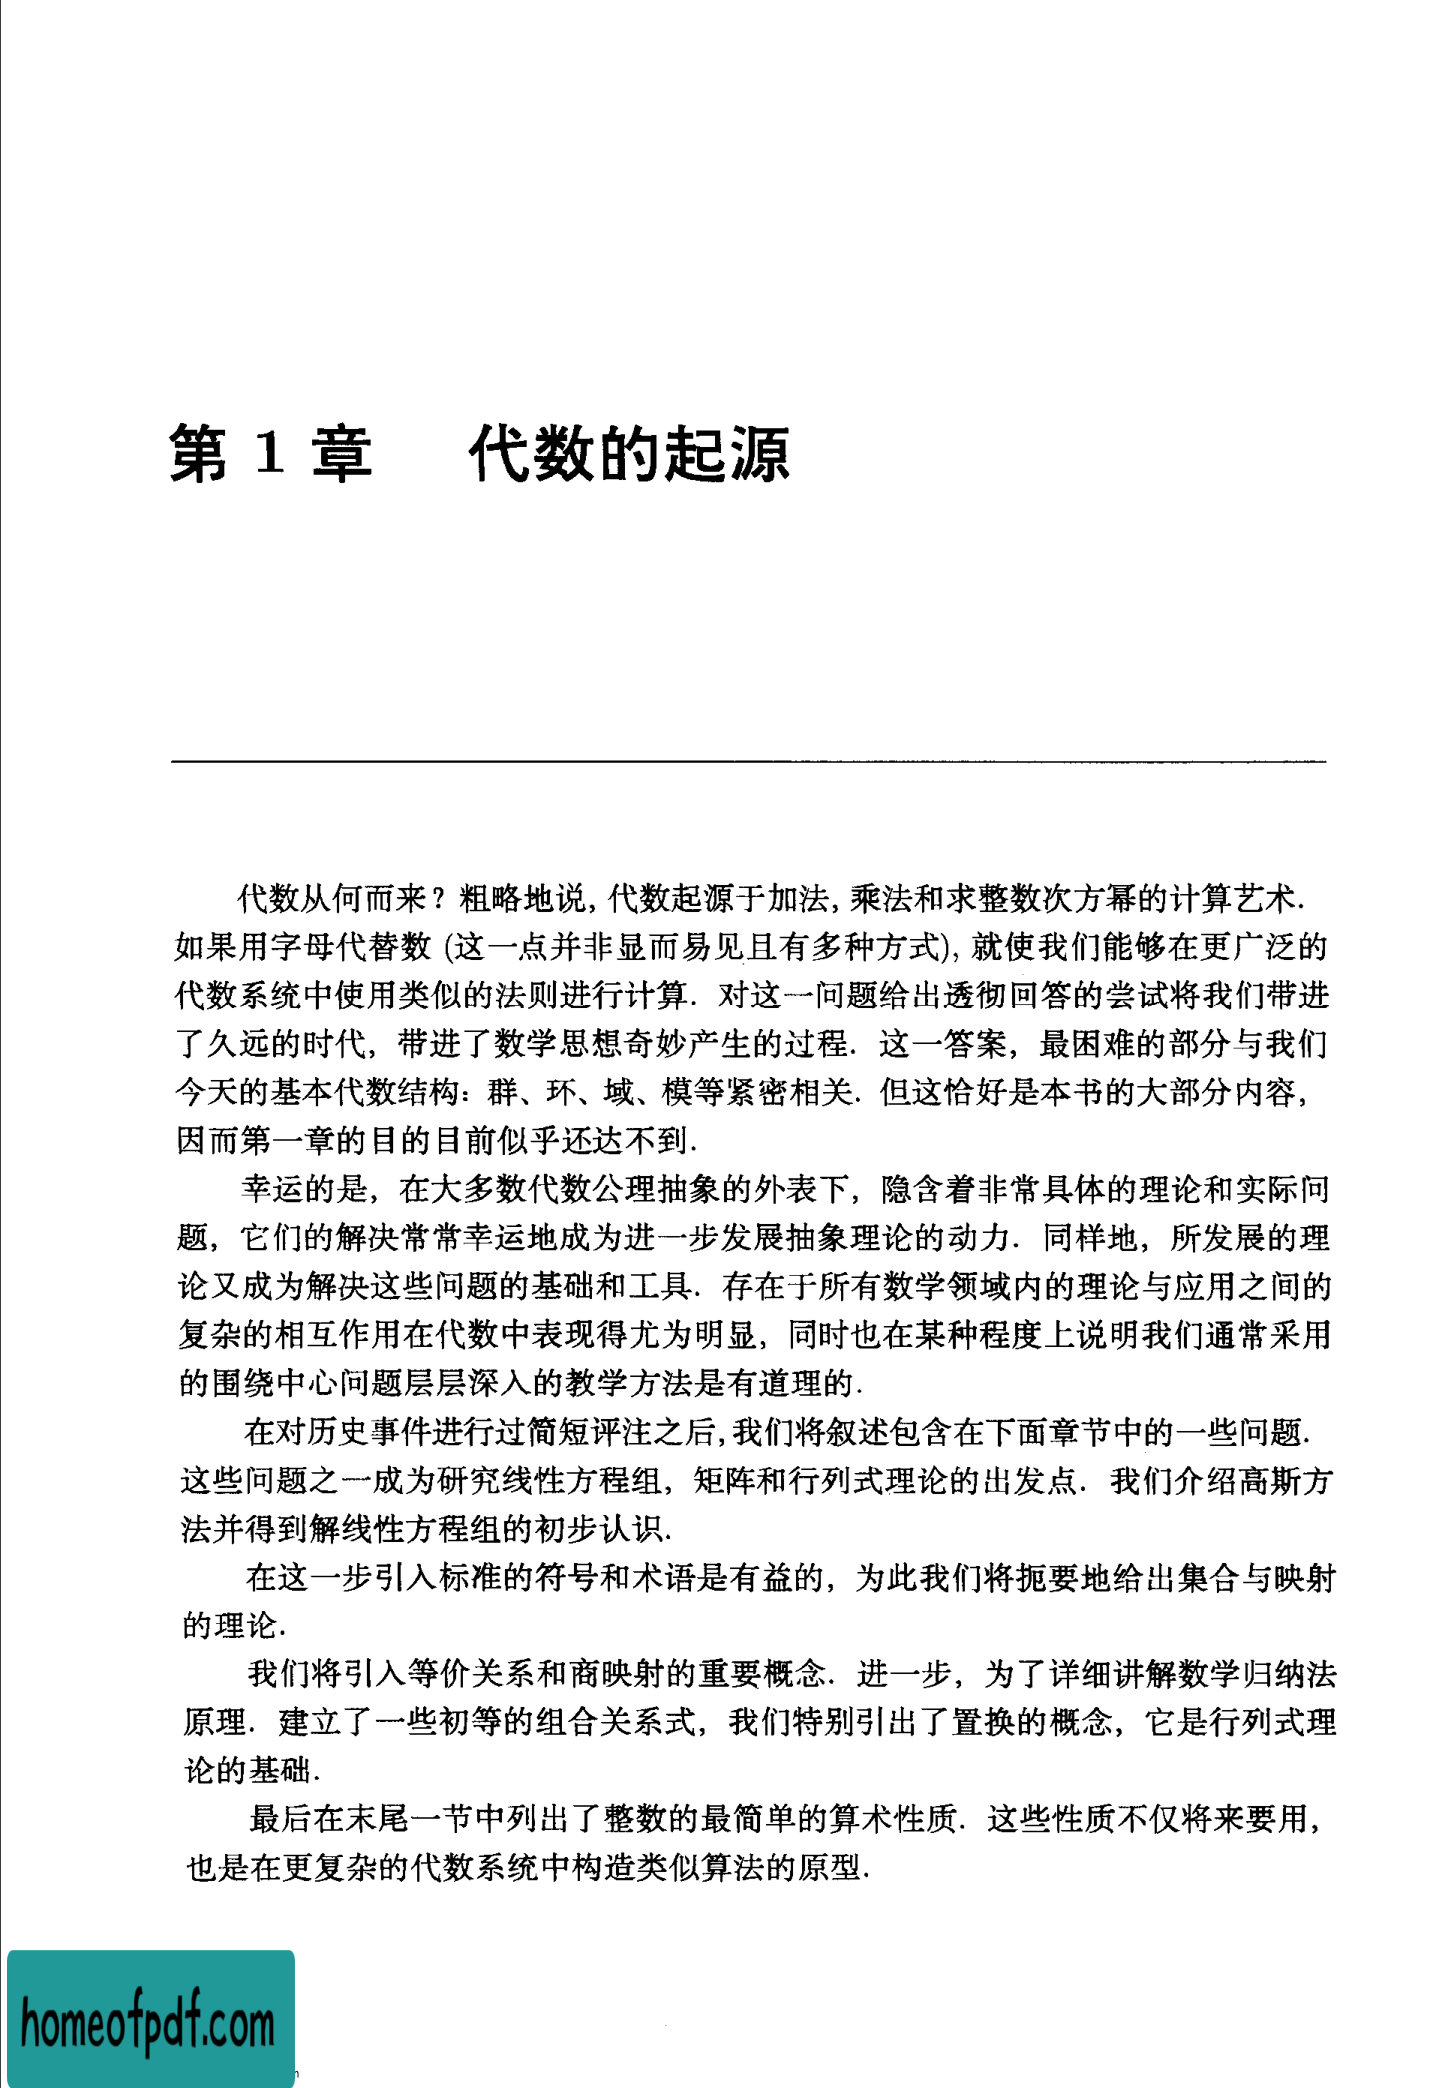 第 1 章 代数的起源
代数从何而来? 粗略地说, 代数起源于加法, 乘法和求整数次方幂的计算艺术.
如果用字母代替数 (这一点并非显而易见且有多种方式), 就使我们能够在更广泛的
代数系统中使用类似的法则进行计算. 对这一问题给出透彻回答的尝试将我们带进
了久远的时代, 带进了数学思想奇妙产生的过程. 这一答案, 最困难的部分与我们
今天的基本代数结构: 群、环、域、模等紧密相关. 但这恰好是本书的大部分内容,
因而第一章的目的目前似乎还达不到.
幸运的是, 在大多数代数公理抽象的外表下, 隐含着非常具体的理论和实际问
题, 它们的解决常常幸运地成为进一步发展抽象理论的动力. 同样地, 所发展的理
论又成为解决这些问题的基础和工具. 存在于所有数学领域内的理论与应用之间的
复杂的相互作用在代数中表现得尤为明显, 同时也在某种程度上说明我们通常采用
的围绕中心问题层层深入的教学方法是有道理的.
在对历史事件进行过简短评注之后, 我们将叙述包含在下面章节中的一些问题.
这些问题之一成为研究线性方程组, 矩阵和行列式理论的出发点. 我们介绍高斯方
法并得到解线性方程组的初步认识.
在这一步引入标准的符号和术语是有益的, 为此我们将扼要地给出集合与映射
的理论.
我们将引入等价关系和商映射的重要概念. 进一步, 为了详细讲解数学归纳法
原理. 建立了一些初等的组合关系式, 我们特别引出了置换的概念, 它是行列式理
论的基础.
最后在末尾一节中列出了整数的最简单的算术性质. 这些性质不仅将来要用,
也是在更复杂的代数系统中构造类似算法的原型.
homeofpdf.com